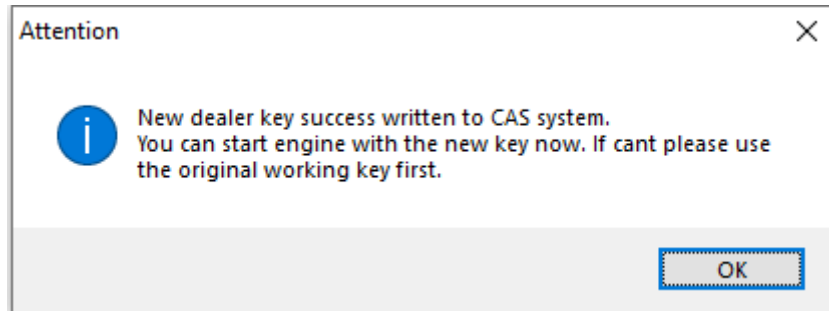 Attention
New dealer key success written to CAS system.
You can start engine with the new key now. If cant please use
the original working key first.
OK